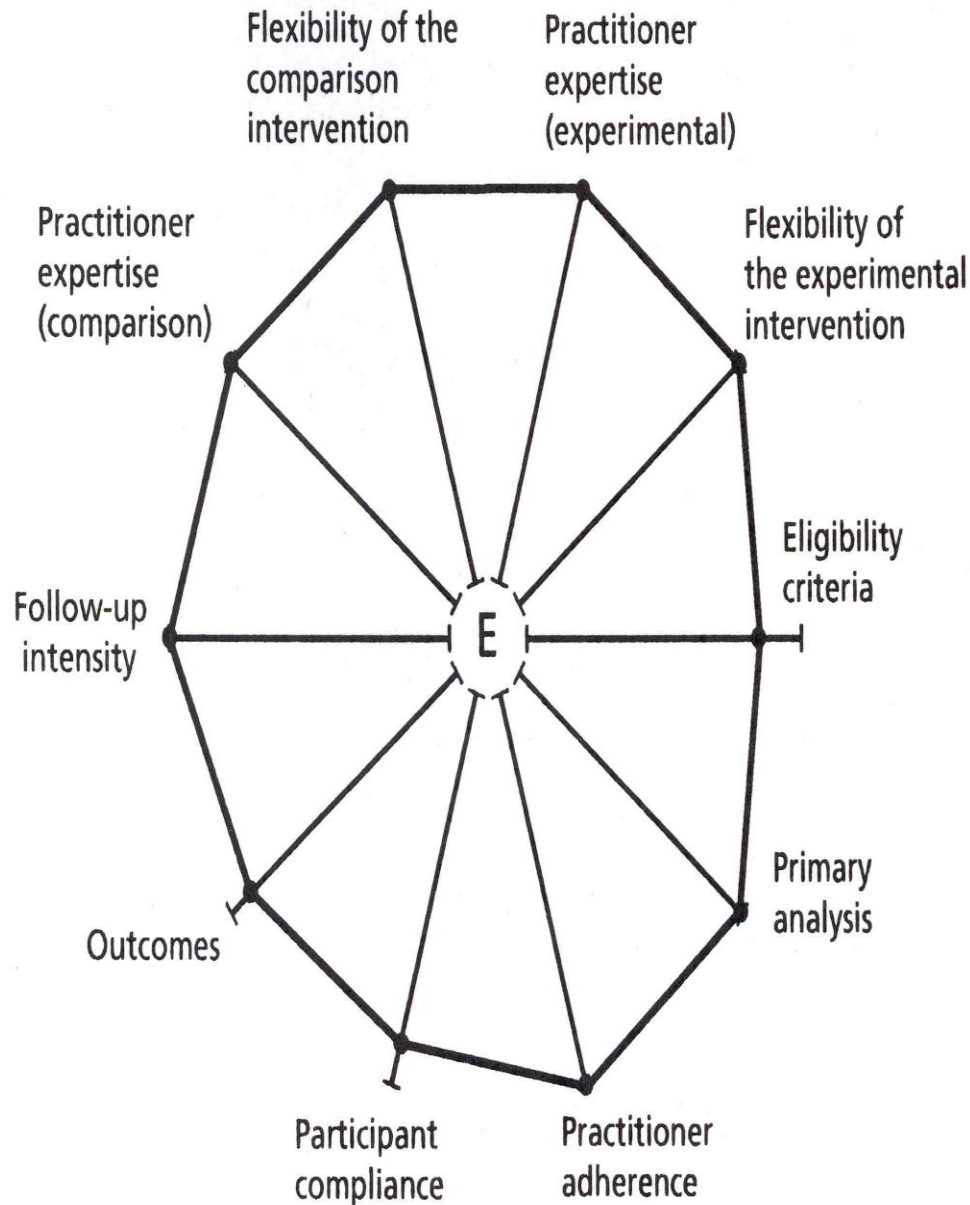 Flexibility of the
comparison
intervention
Practitioner
expertise
(experimental)
Practitioner
expertise
(comparison)
Flexibility of
the experimental
intervention
Eligibility
criteria
Follow-up
intensity
E
Primary
analysis
Outcomes
Participant
compliance
Practitioner
adherence